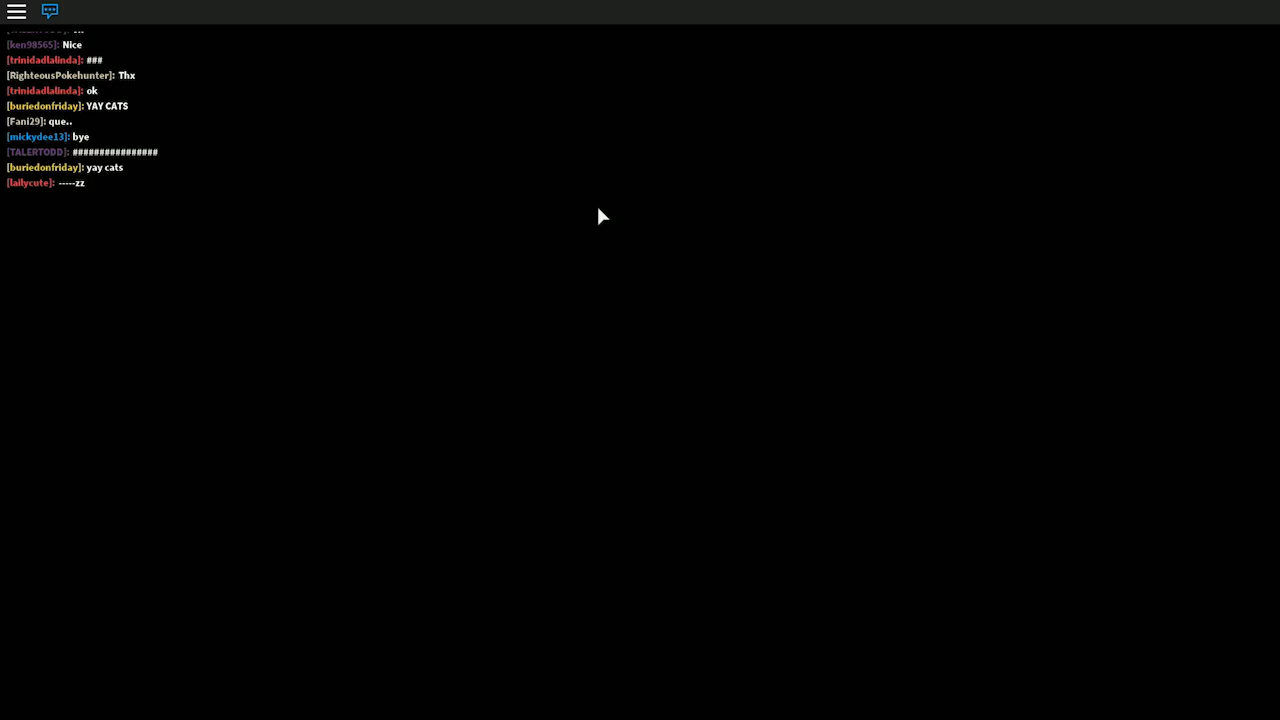 [ken98565]: Nice
[trinidadlalinda]: ###
[RighteousPokehunter]: Thx
[trinidadlalinda]: ok
[buriedonfriday]: YAY CATS
[Fani29]: que..
[mickydee13]: bye
[TALERTODD]: ################
[buriedonfriday]: yay cats
[lailycute]: -----zz